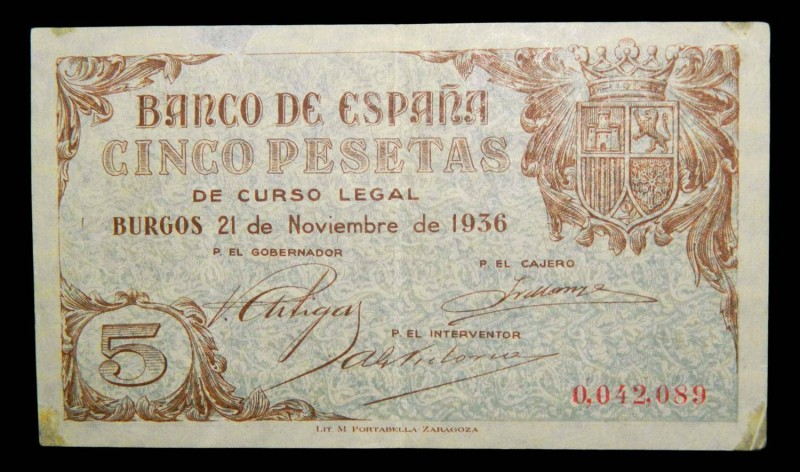 BANCO DE ESPAÑA
CINCO PESETAS
DE CURSO LEGAL
BURGOS 21 de Noviembre de 1936
P. EL GOBERNADOR
P. EL CAJERO
P. EL INTERVENTOR
5
0,042,089
LIT M PORTABELLA ZARAGOZA